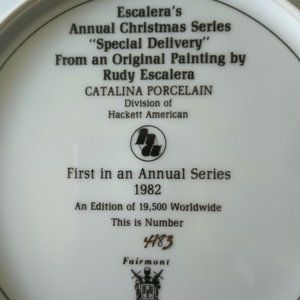 Escalera's
Annual Christmas Series
"Special Delivery"
From an Original Painting by
Rudy Escalera
CATALINA PORCELAIN
Division of
Hackett American
First in an Annual Series
1982
An Edition of 19,500 Worldwide
This is Number
4183
Fairmont